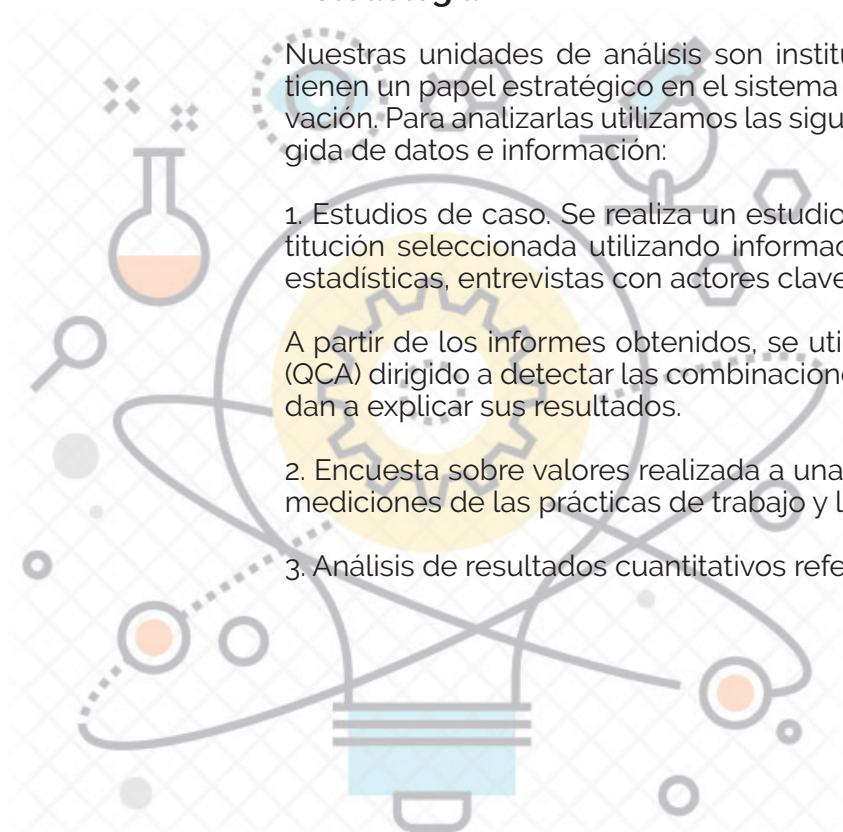 Nuestras unidades de análisis son institu
tienen un papel estratégico en el sistema
vación. Para analizarlas utilizamos las sigu
gida de datos e información:
1. Estudios de caso. Se realiza un estudio
titución seleccionada utilizando informac
estadísticas, entrevistas con actores clave
A partir de los informes obtenidos, se uti
(QCA) dirigido a detectar las combinacione
dan a explicar sus resultados.
2. Encuesta sobre valores realizada a una
mediciones de las prácticas de trabajo y l
3. Análisis de resultados cuantitativos refe